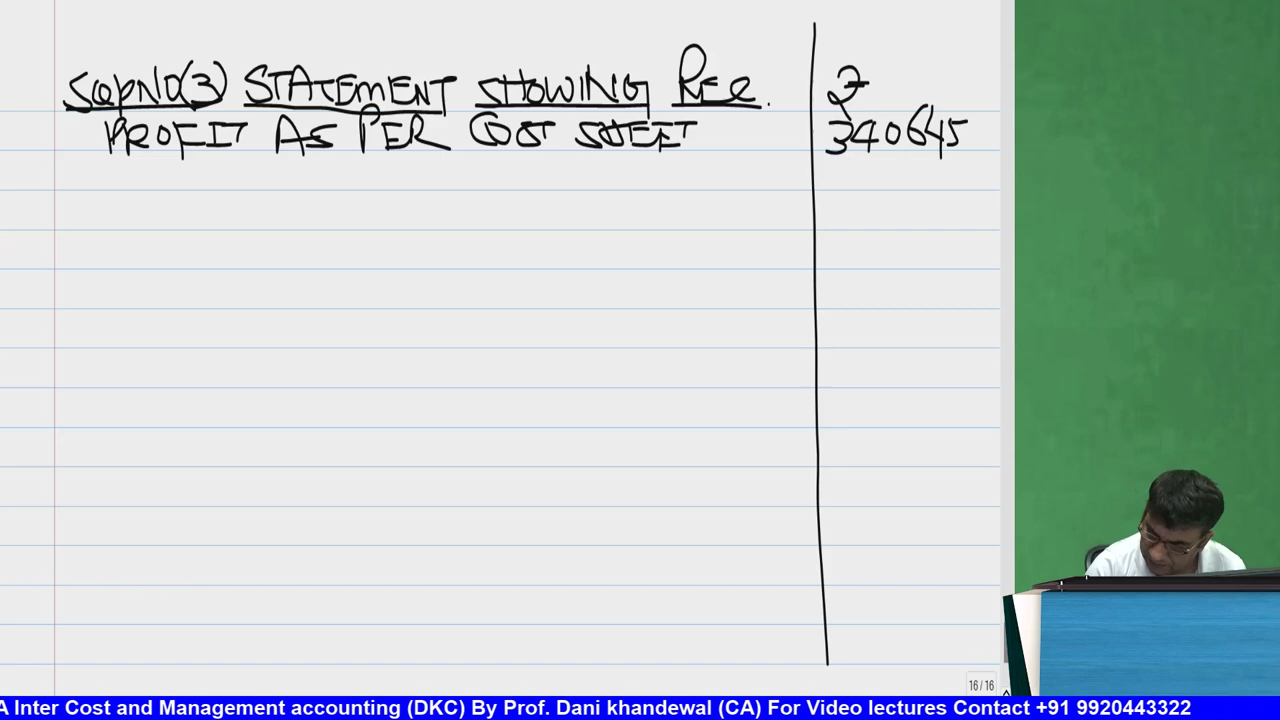 SOLN NO(3) STATEMENT SHOWING REC. ₹
PROFIT AS PER COST SHEET 340645
16/16
A Inter Cost and Management accounting (DKC) By Prof. Dani khandewal (CA) For Video lectures Contact +91 9920443322